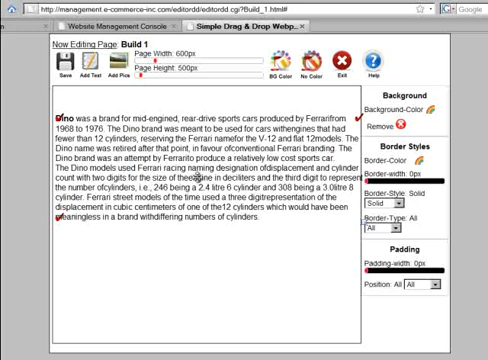 http://management.e-commerce-inc.com/editordd/editordd.cgi?Build_1.html#
Google
Website Management Console
Simple Drag & Drop Webp...
Now Editing Page: Build 1
Page Width: 600px
Page Height: 500px
Save
Add Text
Add Pics
BG Color
No Color
Exit
Help
Dino was a brand for mid-engined, rear-drive sports cars produced by Ferrarifrom
1968 to 1976. The Dino brand was meant to be used for cars withengines that had
fewer than 12 cylinders, reserving the Ferrari namefor the V-12 and flat 12models. The
Dino name was retired after that point, in favour ofconventional Ferrari branding. The
Dino brand was an attempt by Ferrarito produce a relatively low cost sports car.
The Dino models used Ferrari racing naming designation ofdisplacement and cylinder
count with two digits for the size of theengine in deciliters and the third digit to represent
the number ofcylinders, i.e., 246 being a 2.4 litre 6 cylinder and 308 being a 3.0litre 8
cylinder. Ferrari street models of the time used a three digitrepresentation of the
displacement in cubic centimeters of one of the12 cylinders which would have been
meaningless in a brand withdiffering numbers of cylinders.
Background
Background-Color
Remove
Border Styles
Border-Color
Border-width: 0px
Border-Style: Solid
Solid
Border-Type: All
All
Padding
Padding-width: 0px
Position: All All